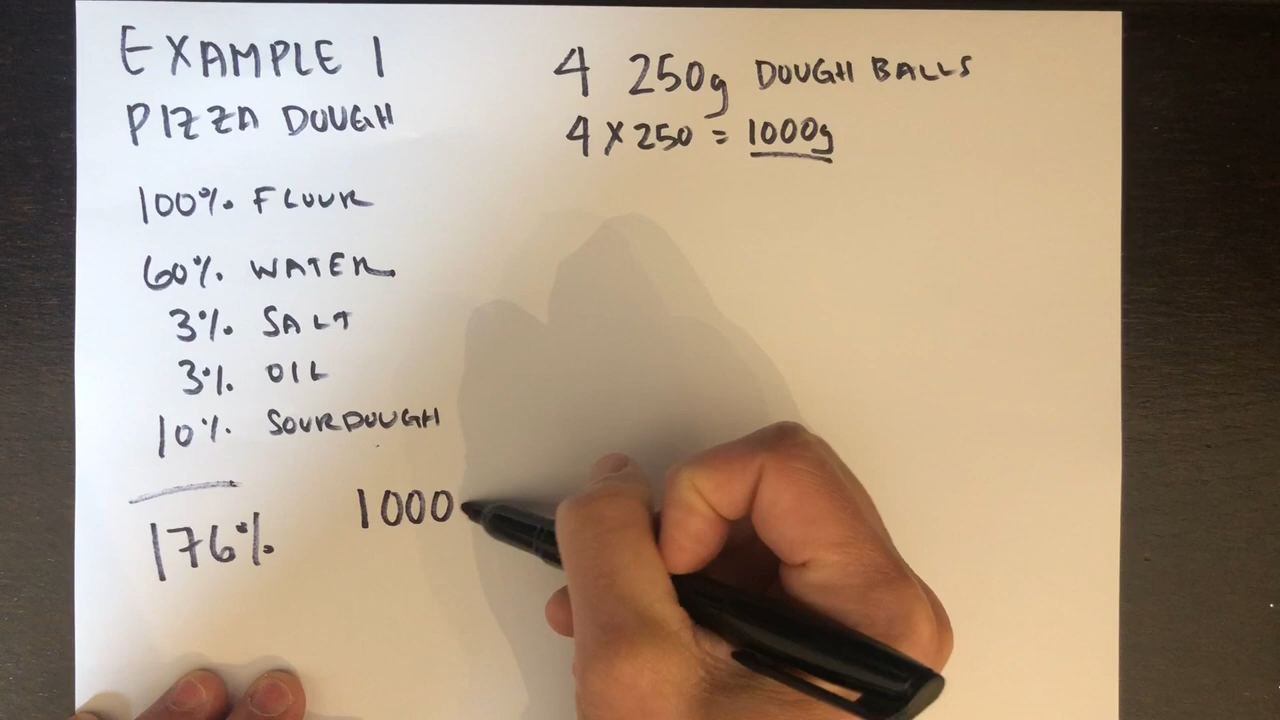 EXAMPLE 1
PIZZA DOUGH
100% FLOUR
60% WATER
3% SALT
3% OIL
10% SOURDOUGH
176%
1000
4 250g DOUGH BALLS
4 x 250 = 1000g